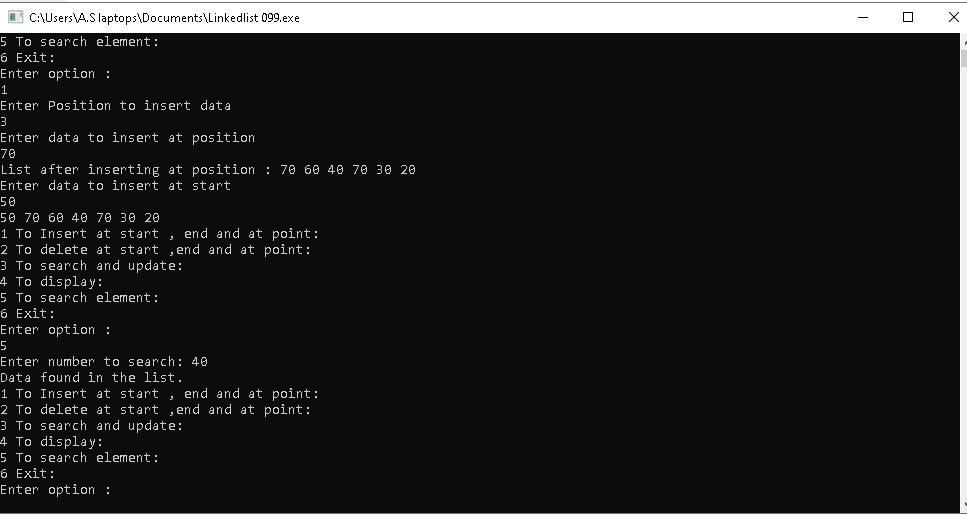 C:\Users\A.S laptops\Documents\Linkedlist 099.exe
5 To search element:
6 Exit:
Enter option :
1
Enter Position to insert data
3
Enter data to insert at position
70
List after inserting at position : 70 60 40 70 30 20
Enter data to insert at start
50
50 70 60 40 70 30 20
1 To Insert at start , end and at point:
2 To delete at start ,end and at point:
3 To search and update:
4 To display:
5 To search element:
6 Exit:
Enter option :
5
Enter number to search: 40
Data found in the list.
1 To Insert at start , end and at point:
2 To delete at start ,end and at point:
3 To search and update:
4 To display:
5 To search element:
6 Exit:
Enter option :